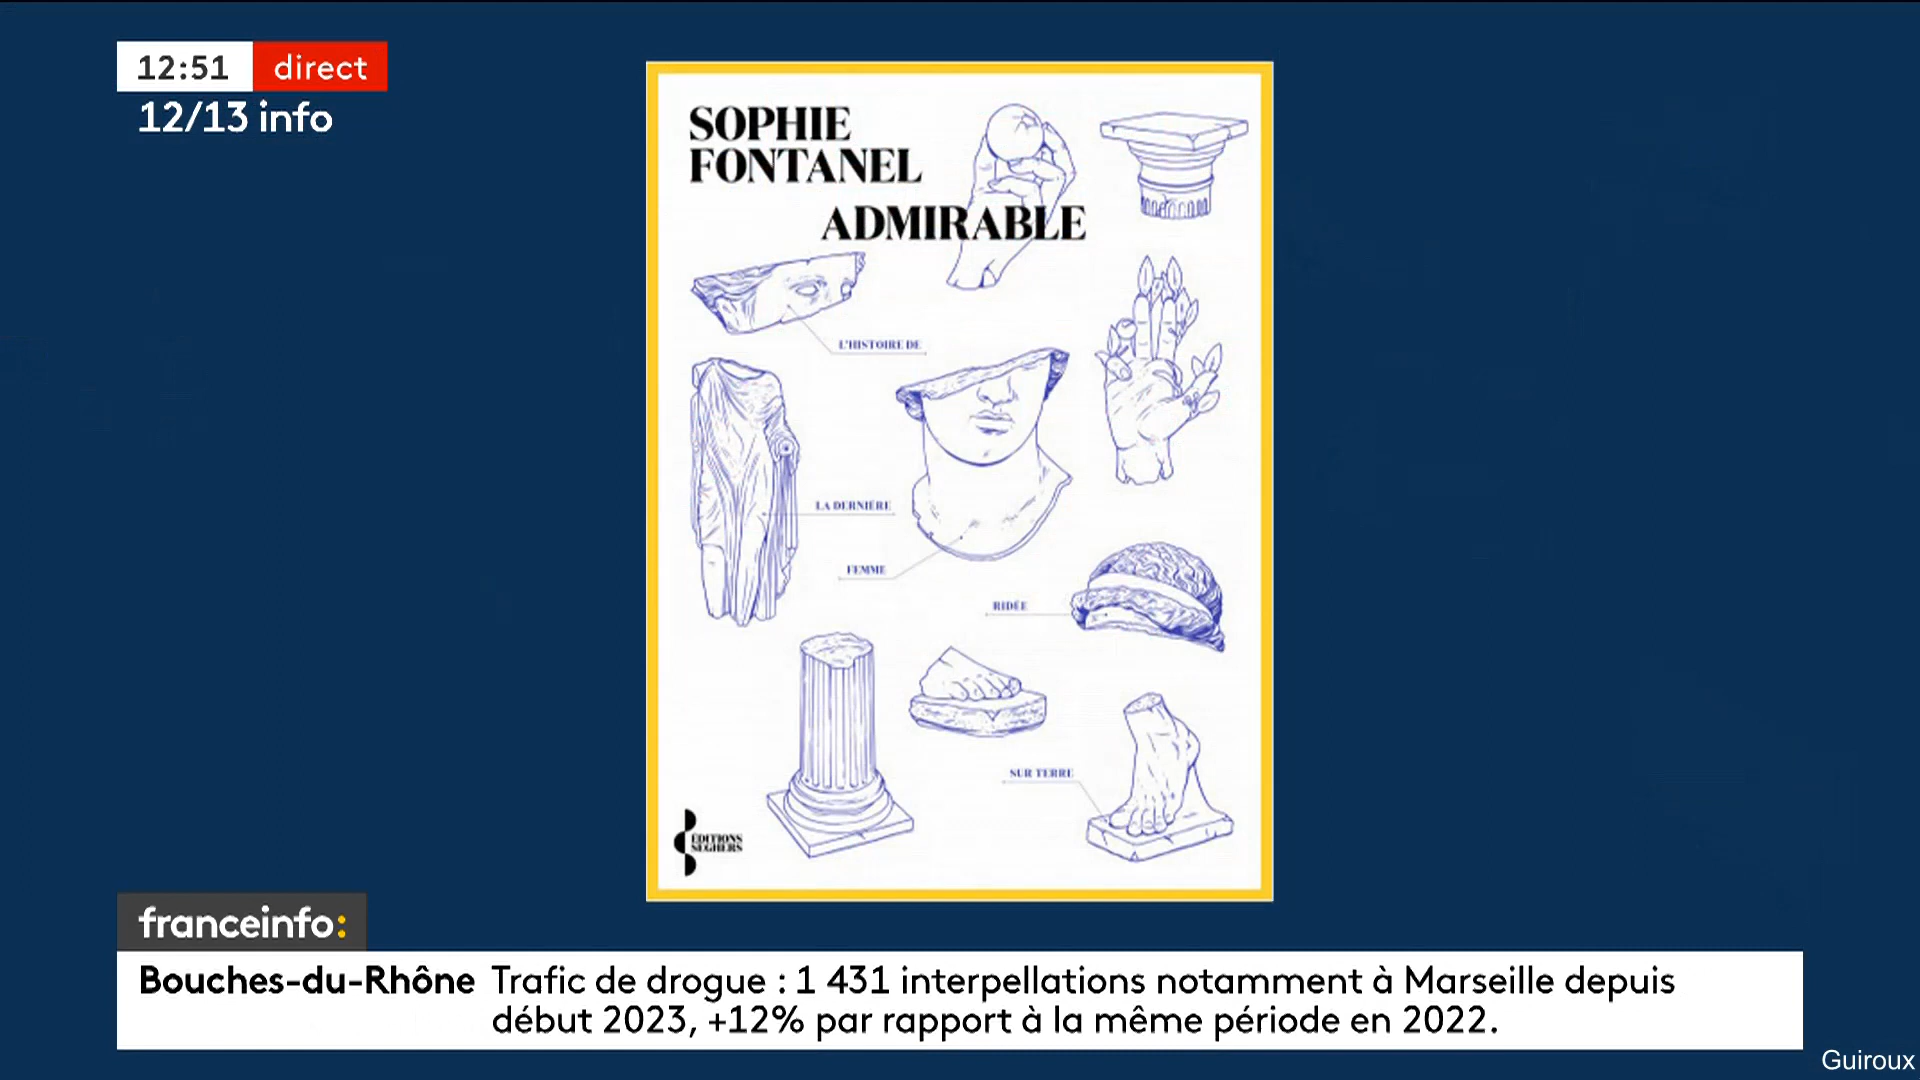 12:51 direct
12/13 info
SOPHIE
FONTANEL
ADMIRABLE
L'HISTOIRE DE
LA DERNIÈRE
FEMME
RIDÉE
SUR TERRE
ÉDITIONS
SEGHERS
franceinfo:
Bouches-du-Rhône Trafic de drogue : 1 431 interpellations notamment à Marseille depuis
début 2023, +12% par rapport à la même période en 2022.
Guiroux